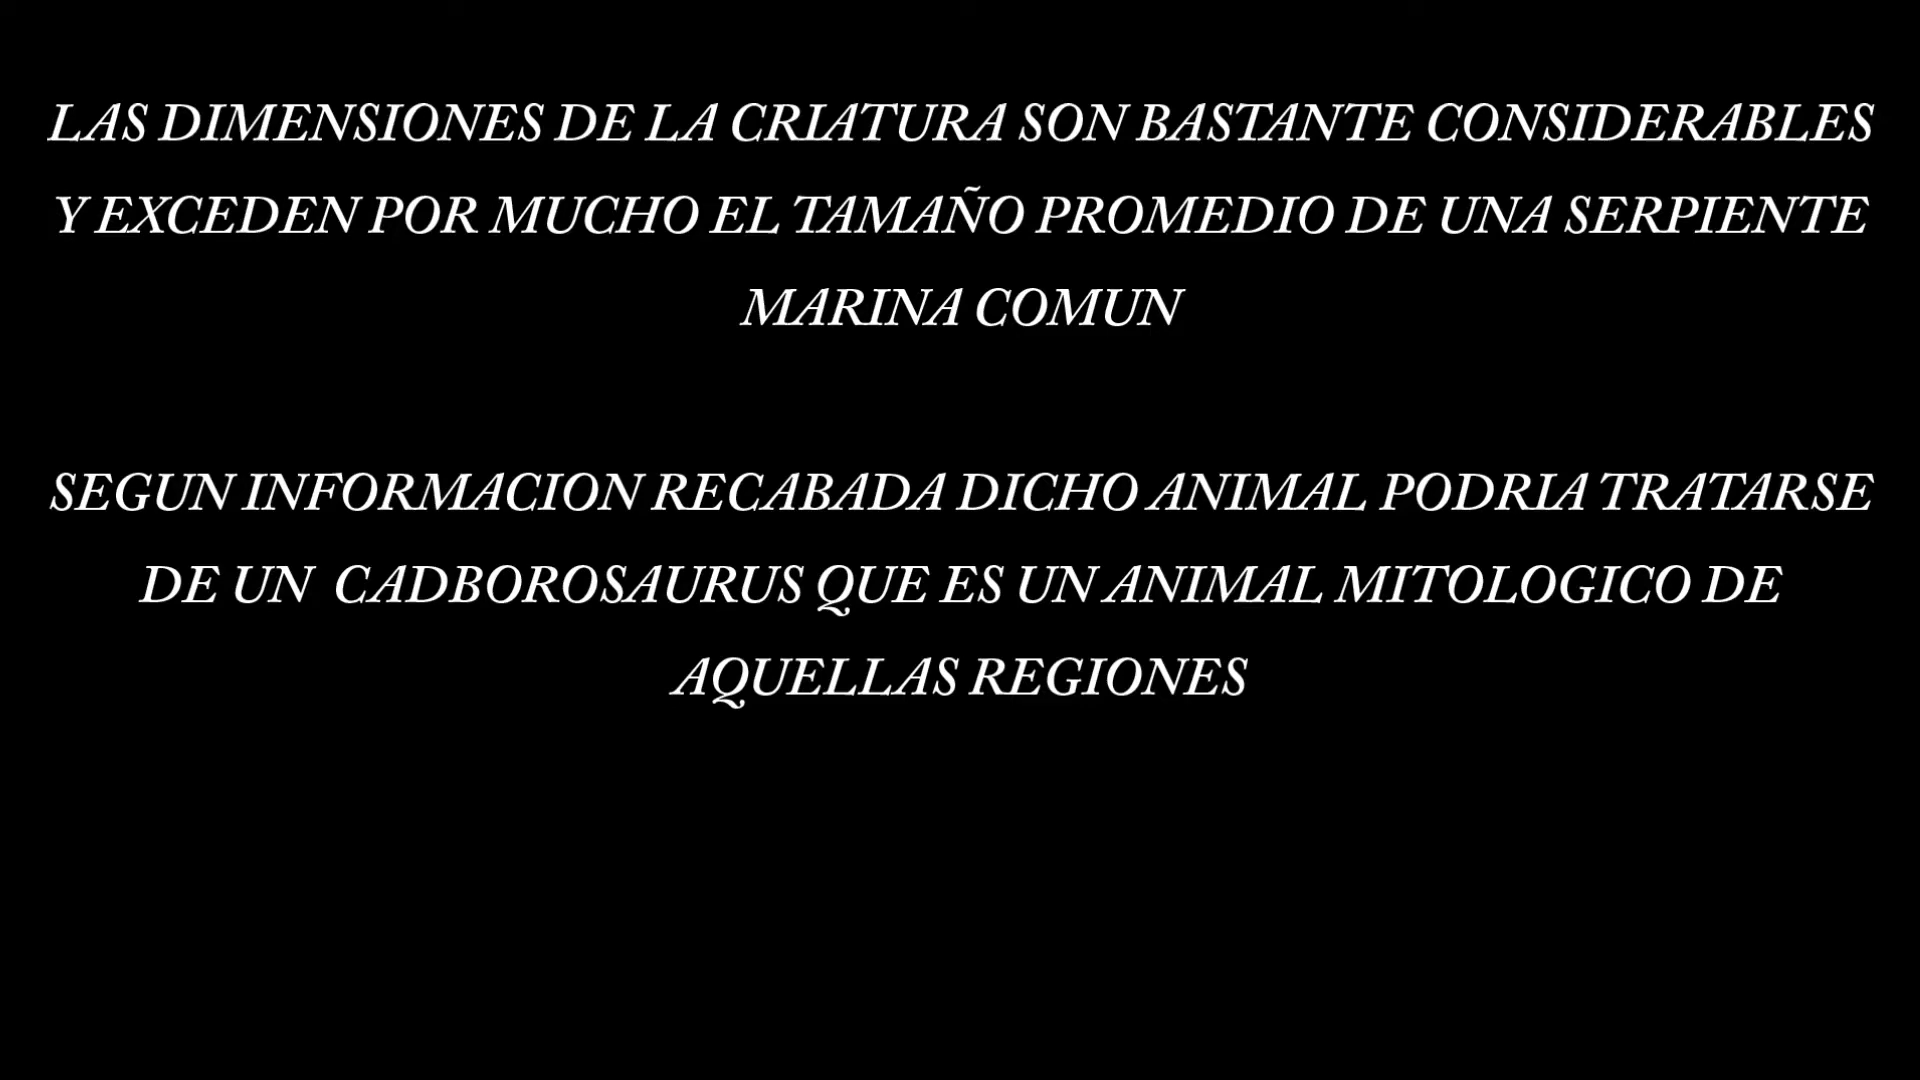 LAS DIMENSIONES DE LA CRIATURA SON BASTANTE CONSIDERABLES
Y EXCEDEN POR MUCHO EL TAMAÑO PROMEDIO DE UNA SERPIENTE
MARINA COMUN
SEGUN INFORMACION RECABADA DICHO ANIMAL PODRIA TRATARSE
DE UN CADBOROSAURUS QUE ES UN ANIMAL MITOLOGICO DE
AQUELLAS REGIONES